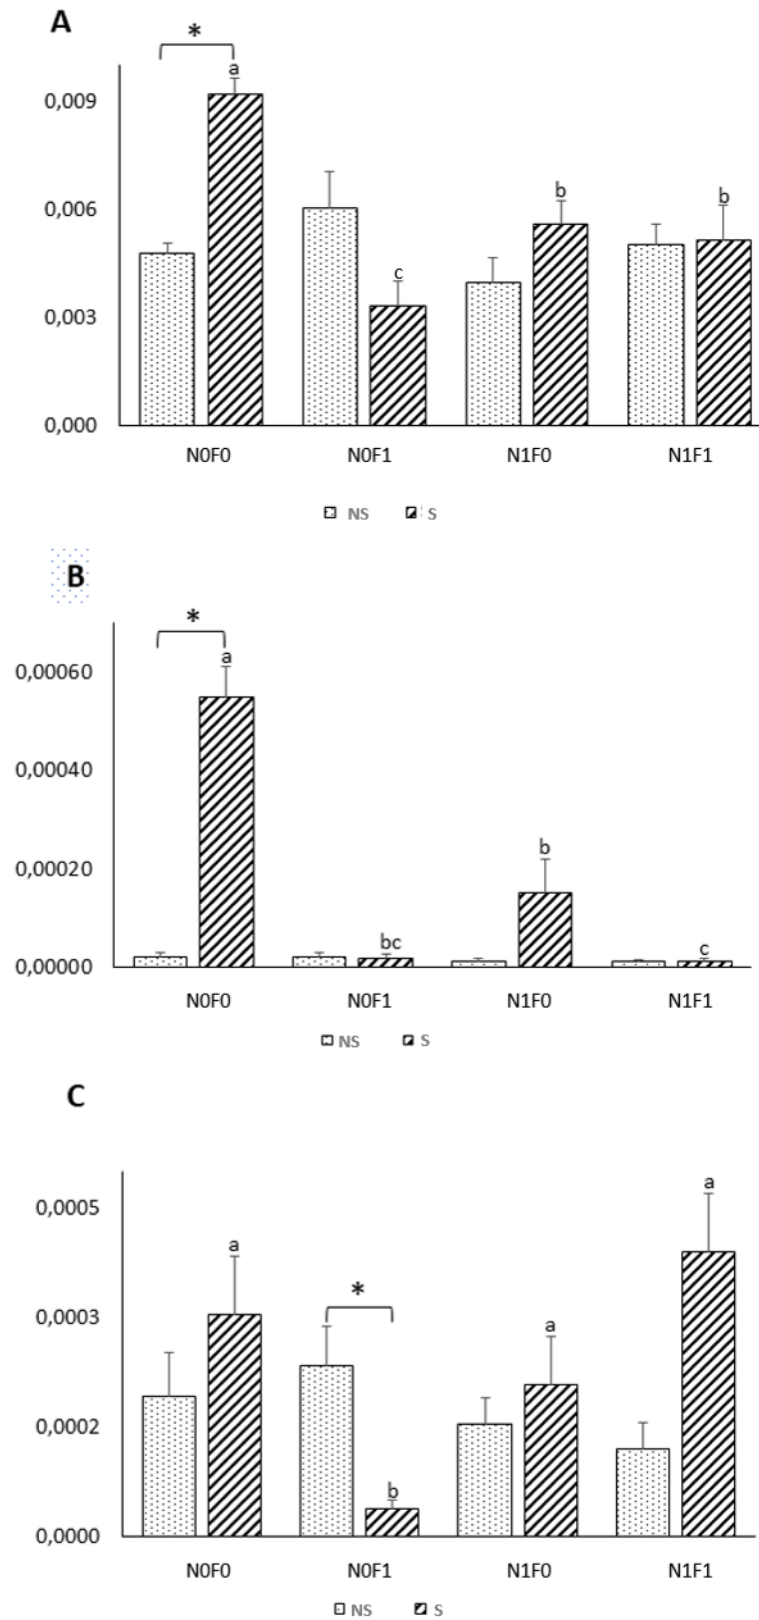 A
*
a
0,009
b
b
0,006
c
0,003
0,000
N0F0 N0F1 N1F0 N1F1
NS S
B
*
a
0,00060
0,00040
b
0,00020
bc c
0,00000
N0F0 N0F1 N1F0 N1F1
NS S
C
a
0,0005
a
*
0,0003
a
0,0002
b
0,0000
N0F0 N0F1 N1F0 N1F1
NS S